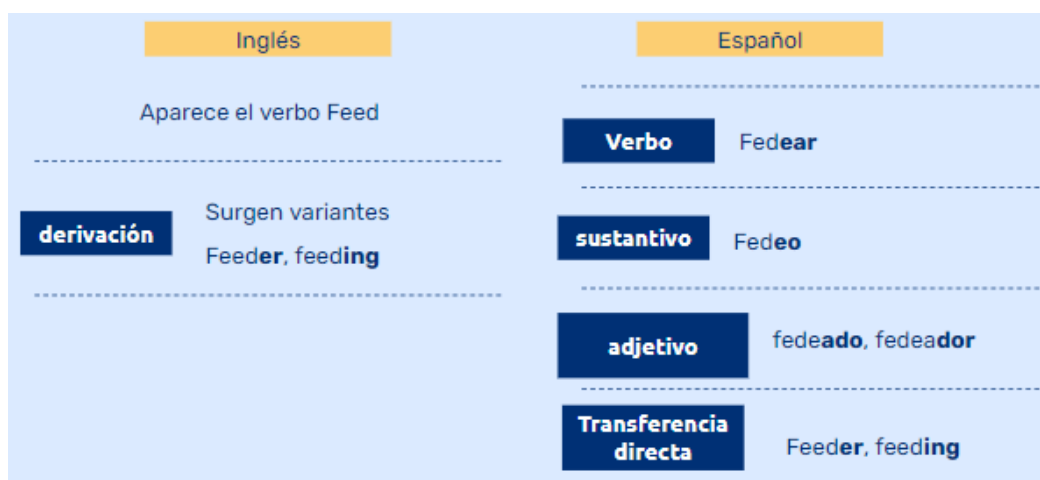 Inglés
Aparece el verbo Feed
derivación
Surgen variantes
Feeder, feeding
Español
Verbo
Fedear
sustantivo
Fedeo
adjetivo
fedeado, fedeador
Transferencia
directa
Feeder, feeding